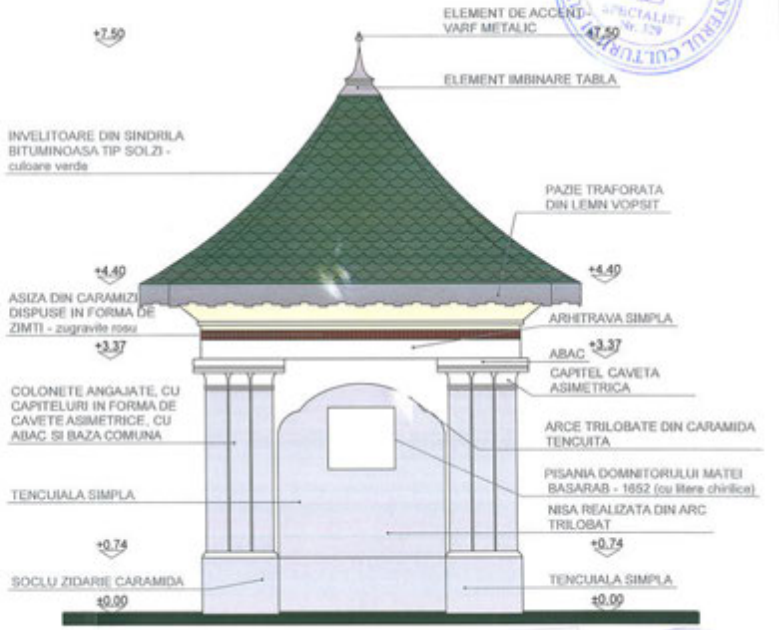 ELEMENT DE ACCENT-
VARF METALIC
SPECIALIST
Nr. 329
+7.50
+7.50
ELEMENT IMBINARE TABLA
INVELITOARE DIN SINDRILA
BITUMINOASA TIP SOLZI -
culoare verde
PAZIE TRAFORATA
DIN LEMN VOPSIT
+4.40
+4.40
ASIZA DIN CARAMIZI
DISPUSE IN FORMA DE
ZIMTI - zugravile rosu
ARHITRAVA SIMPLA
+3.37
+3.37
ABAC
CAPITEL CAVETA
ASIMETRICA
COLONETE ANGAJATE, CU
CAPITELURI IN FORMA DE
CAVETE ASIMETRICE, CU
ABAC SI BAZA COMUNA
ARCE TRILOBATE DIN CARAMIDA
TENCUITA
PISANIA DOMNITORULUI MATEI
BASARAB - 1652 (cu litere chirilice)
TENCUIALA SIMPLA
NISA REALIZATA DIN ARC
TRILOBAT
+0.74
+0.74
SOCLU ZIDARIE CARAMIDA
TENCUIALA SIMPLA
±0.00
±0.00